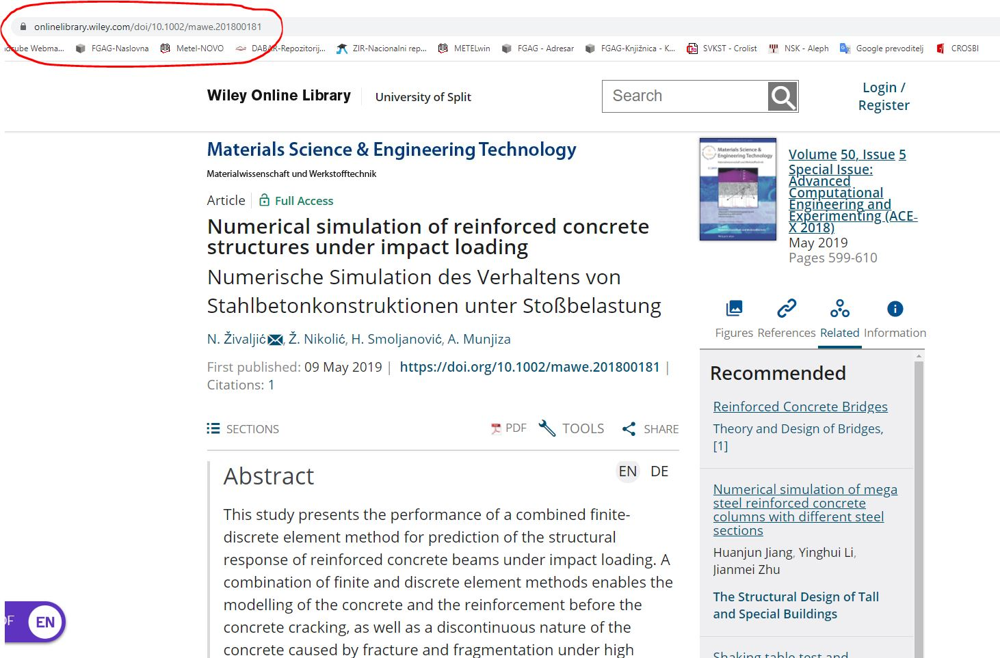 onlinelibrary.wiley.com/doi/10.1002/mawe.201800181
Webma... FGAG-Naslovna Metel-NOVO DABAR-Repozitorij... ZIR-Nacionalni rep... METELwin FGAG - Adresar FGAG-Knjižnica - K... SVKST - Crolist NSK - Aleph Google prevoditelj CROSBI
Wiley Online Library University of Split
Search
Login /
Register
Materials Science & Engineering Technology
Materialwissenschaft und Werkstofftechnik
Article Full Access
Numerical simulation of reinforced concrete
structures under impact loading
Numerische Simulation des Verhaltens von
Stahlbetonkonstruktionen unter Stoßbelastung
N. Živaljić, Ž. Nikolić, H. Smoljanović, A. Munjiza
First published: 09 May 2019 | https://doi.org/10.1002/mawe.201800181 |
Citations: 1
SECTIONS PDF TOOLS SHARE
Abstract
EN DE
This study presents the performance of a combined finite-
discrete element method for prediction of the structural
response of reinforced concrete beams under impact loading. A
combination of finite and discrete element methods enables the
modelling of the concrete and the reinforcement before the
concrete cracking, as well as a discontinuous nature of the
concrete caused by fracture and fragmentation under high
EN
Materials Science &
Engineering Technology
Volume 50, Issue 5
Special Issue:
Advanced
Computational
Engineering and
Experimenting (ACE-
X 2018)
May 2019
Pages 599-610
Figures References Related Information
Recommended
Reinforced Concrete Bridges
Theory and Design of Bridges,
[1]
Numerical simulation of mega
steel reinforced concrete
columns with different steel
sections
Huanjun Jiang, Yinghui Li,
Jianmei Zhu
The Structural Design of Tall
and Special Buildings
Shaking table test and